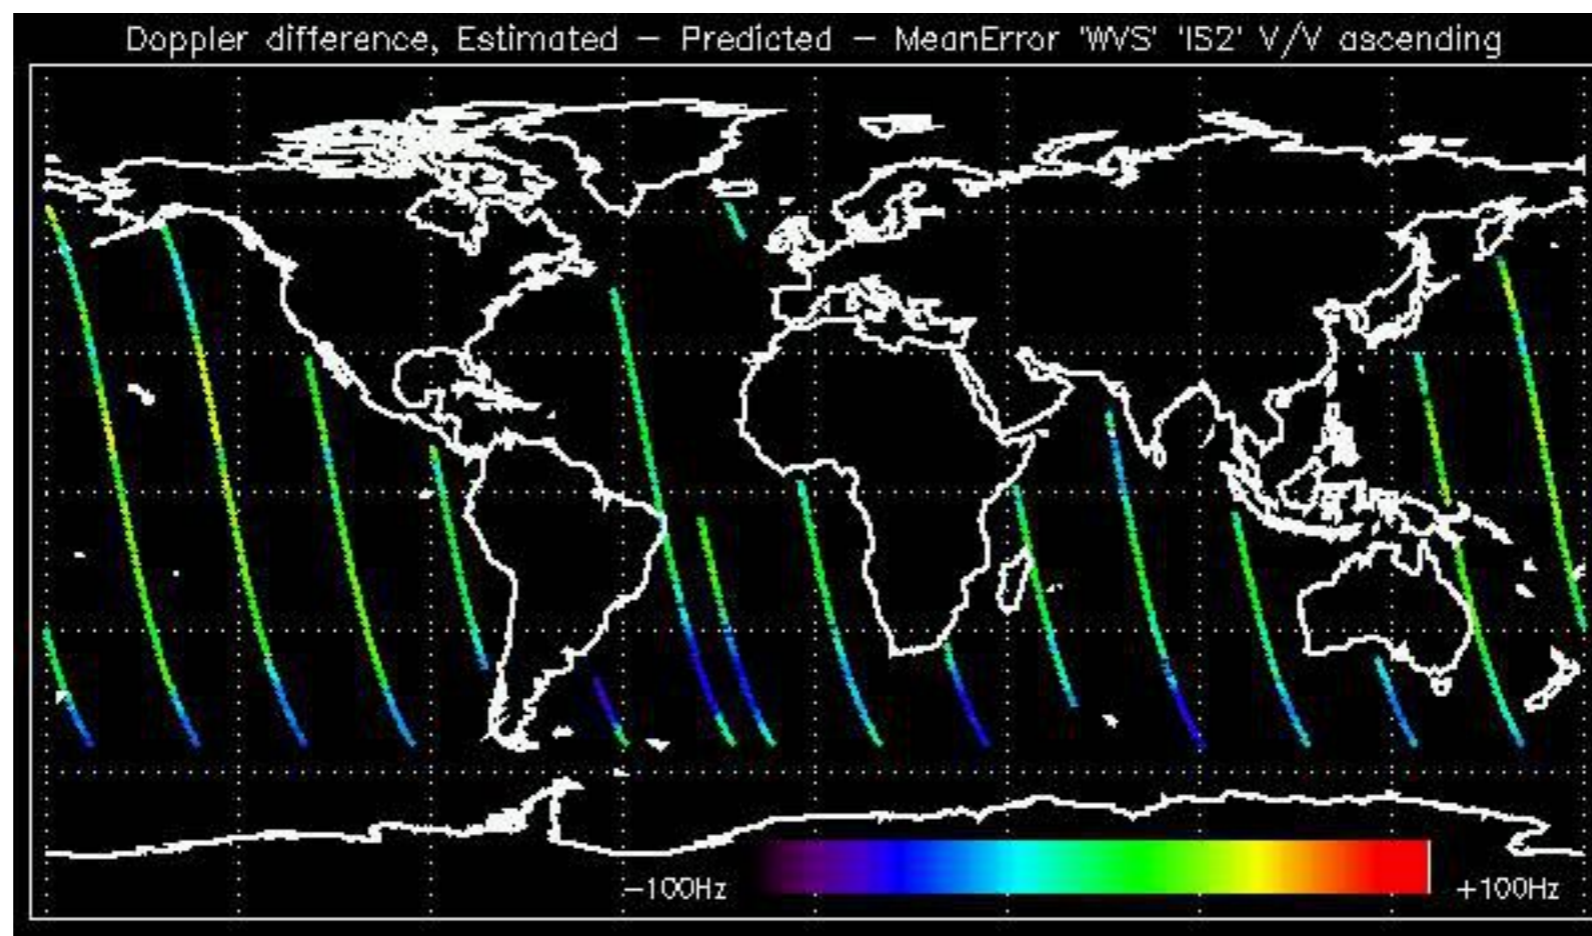 Doppler difference, Estimated – Predicted – MeanError 'WVS' 'IS2' V/V ascending
–100Hz
+100Hz